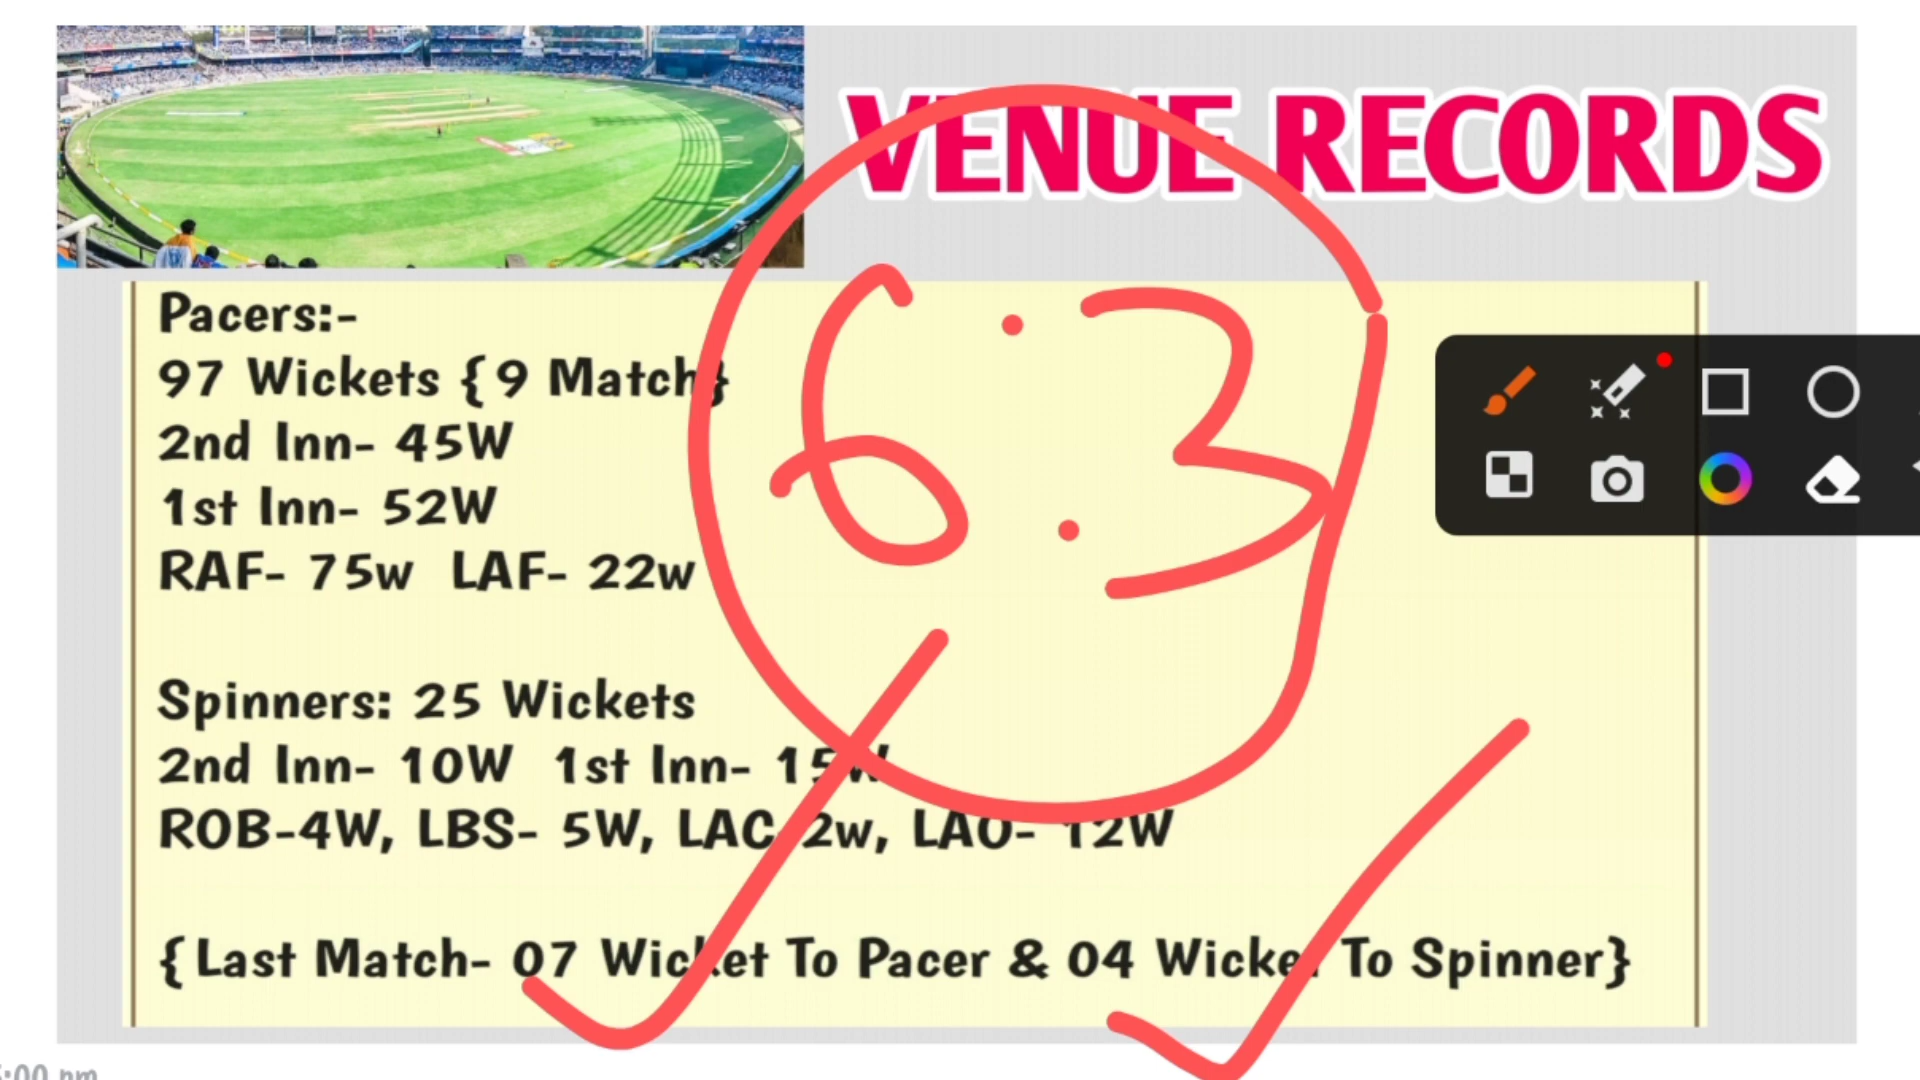 VENUE RECORDS
Pacers:-
97 Wickets {9 Match}
2nd Inn- 45W
1st Inn- 52W
RAF- 75w LAF- 22w
6:3
Spinners: 25 Wickets
2nd Inn- 10W 1st Inn- 15W
ROB-4W, LBS- 5W, LAC-2w, LAO- 12W
{Last Match- 07 Wicket To Pacer & 04 Wicket To Spinner}
:00 pm